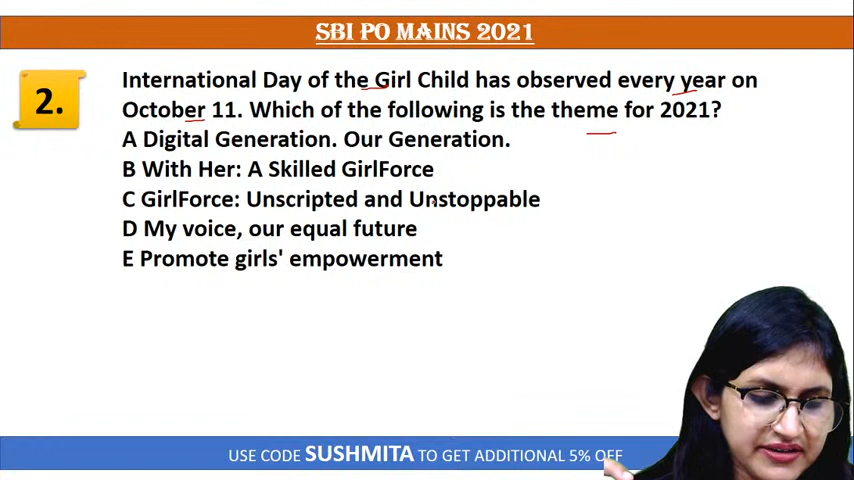 SBI PO MAINS 2021
2.
International Day of the Girl Child has observed every year on
October 11. Which of the following is the theme for 2021?
A Digital Generation. Our Generation.
B With Her: A Skilled GirlForce
C GirlForce: Unscripted and Unstoppable
D My voice, our equal future
E Promote girls' empowerment
USE CODE SUSHMITA TO GET ADDITIONAL 5% OFF